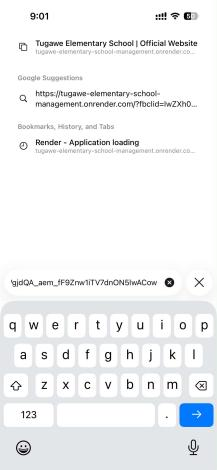 9:01
Tugawe Elementary School | Official Website
tugawe-elementary-school-management.onrender.co...
Google Suggestions
https://tugawe-elementary-school-
management.onrender.com/?fbclid=IwZXh0...
Bookmarks, History, and Tabs
Render - Application loading
tugawe-elementary-school-management.onrender.co...
gjdQA_aem_fF9Znw1iTV7dnON5lwACow
q w e r t y u i o p
a s d f g h j k l
z x c v b n m
123 .